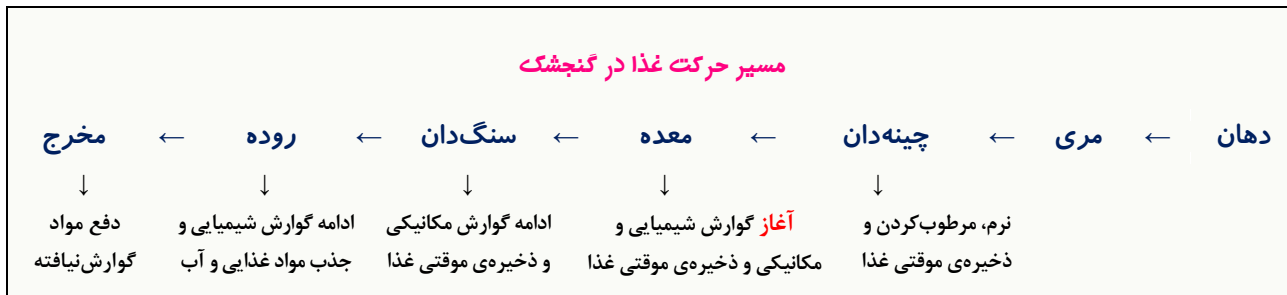 مسیر حرکت غذا در گنجشک
دهان ← مری ← چینه‌دان ← معده ← سنگ‌دان ← روده ← مخرج
↓ ↓ ↓ ↓ ↓
نرم، مرطوب‌کردن و آغاز گوارش شیمیایی و ادامه گوارش مکانیکی ادامه گوارش شیمیایی و دفع مواد
ذخیره‌ی موقتی غذا مکانیکی و ذخیره‌ی موقتی غذا و ذخیره‌ی موقتی غذا جذب مواد غذایی و آب گوارش‌نیافته